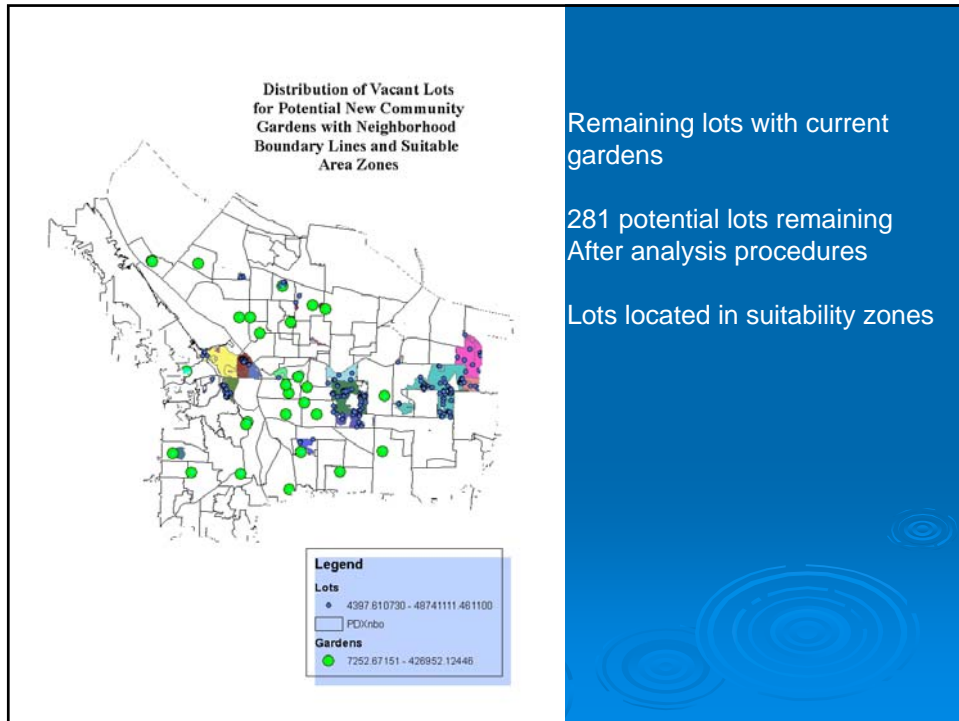 Distribution of Vacant Lots
for Potential New Community
Gardens with Neighborhood
Boundary Lines and Suitable
Area Zones
Remaining lots with current
gardens
281 potential lots remaining
After analysis procedures
Lots located in suitability zones
Legend
Lots
4397.610730 - 48741111.461100
PDXnbo
Gardens
7252.67151 - 426952.12446